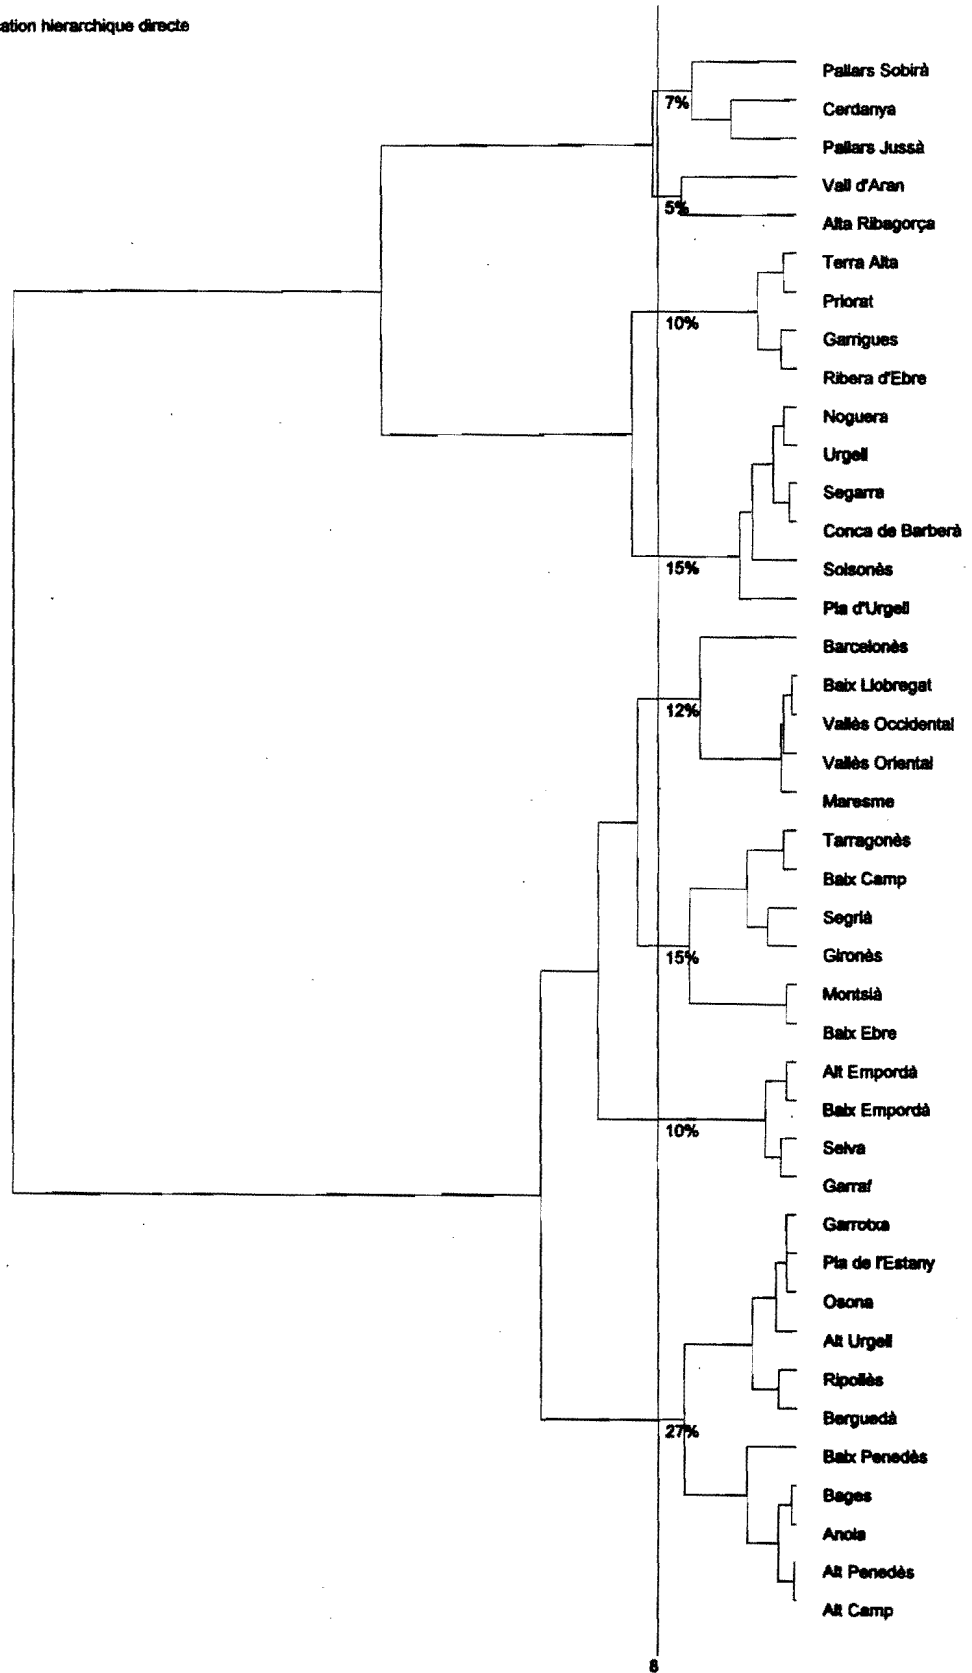 ation hierarchique directe
Pallars Sobirà
7%
Cerdanya
Pallars Jussà
Vall d'Aran
5%
Alta Ribagorça
Terra Alta
Priorat
10%
Garrigues
Ribera d'Ebre
Noguera
Urgell
Segarra
Conca de Barberà
15%
Solsonès
Pla d'Urgell
Barcelonès
Baix Llobregat
12%
Vallès Occidental
Vallès Oriental
Maresme
Tarragonès
Baix Camp
Segrià
Gironès
15%
Montsià
Baix Ebre
Alt Empordà
Baix Empordà
10%
Selva
Garraf
Garrotxa
Pla de l'Estany
Osona
Alt Urgell
Ripollès
Berguedà
27%
Baix Penedès
Bages
Anoia
Alt Penedès
Alt Camp
8